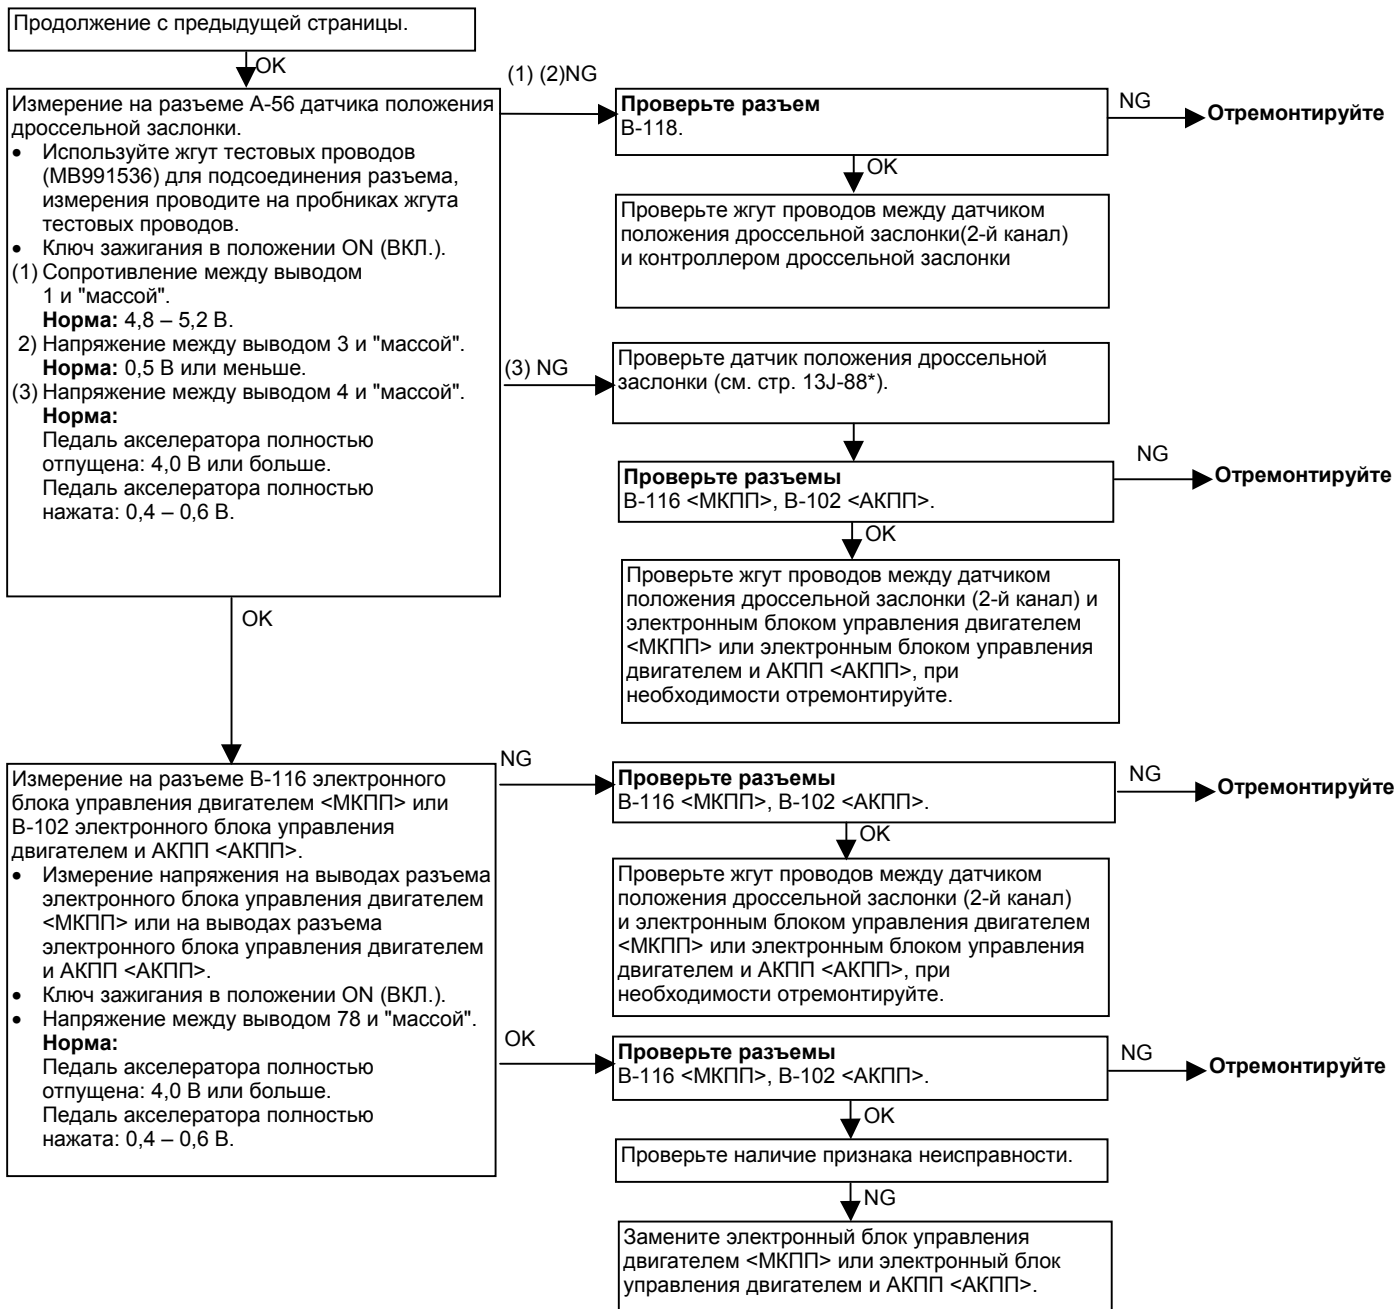 Продолжение с предыдущей страницы.
OK
(1) (2)NG
Измерение на разъеме А-56 датчика положения
дроссельной заслонки.
• Используйте жгут тестовых проводов
(MB991536) для подсоединения разъема,
измерения проводите на пробниках жгута
тестовых проводов.
• Ключ зажигания в положении ON (ВКЛ.).
(1) Сопротивление между выводом
1 и "массой".
Норма: 4,8 – 5,2 В.
2) Напряжение между выводом 3 и "массой".
Норма: 0,5 В или меньше.
(3) Напряжение между выводом 4 и "массой".
Норма:
Педаль акселератора полностью
отпущена: 4,0 В или больше.
Педаль акселератора полностью
нажата: 0,4 – 0,6 В.
Проверьте разъем
В-118.
NG
Отремонтируйте
OK
Проверьте жгут проводов между датчиком
положения дроссельной заслонки(2-й канал)
и контроллером дроссельной заслонки
(3) NG
Проверьте датчик положения дроссельной
заслонки (см. стр. 13J-88*).
Проверьте разъемы
В-116 <МКПП>, В-102 <АКПП>.
NG
Отремонтируйте
OK
Проверьте жгут проводов между датчиком
положения дроссельной заслонки (2-й канал) и
электронным блоком управления двигателем
<МКПП> или электронным блоком управления
двигателем и АКПП <АКПП>, при
необходимости отремонтируйте.
OK
Измерение на разъеме В-116 электронного
блока управления двигателем <МКПП> или
В-102 электронного блока управления
двигателем и АКПП <АКПП>.
• Измерение напряжения на выводах разъема
электронного блока управления двигателем
<МКПП> или на выводах разъема
электронного блока управления двигателем
и АКПП <АКПП>.
• Ключ зажигания в положении ON (ВКЛ.).
• Напряжение между выводом 78 и "массой".
Норма:
Педаль акселератора полностью
отпущена: 4,0 В или больше.
Педаль акселератора полностью
нажата: 0,4 – 0,6 В.
NG
Проверьте разъемы
В-116 <МКПП>, В-102 <АКПП>.
NG
Отремонтируйте
OK
Проверьте жгут проводов между датчиком
положения дроссельной заслонки (2-й канал)
и электронным блоком управления двигателем
<МКПП> или электронным блоком управления
двигателем и АКПП <АКПП>, при
необходимости отремонтируйте.
OK
Проверьте разъемы
В-116 <МКПП>, В-102 <АКПП>.
NG
Отремонтируйте
OK
Проверьте наличие признака неисправности.
NG
Замените электронный блок управления
двигателем <МКПП> или электронный блок
управления двигателем и АКПП <АКПП>.